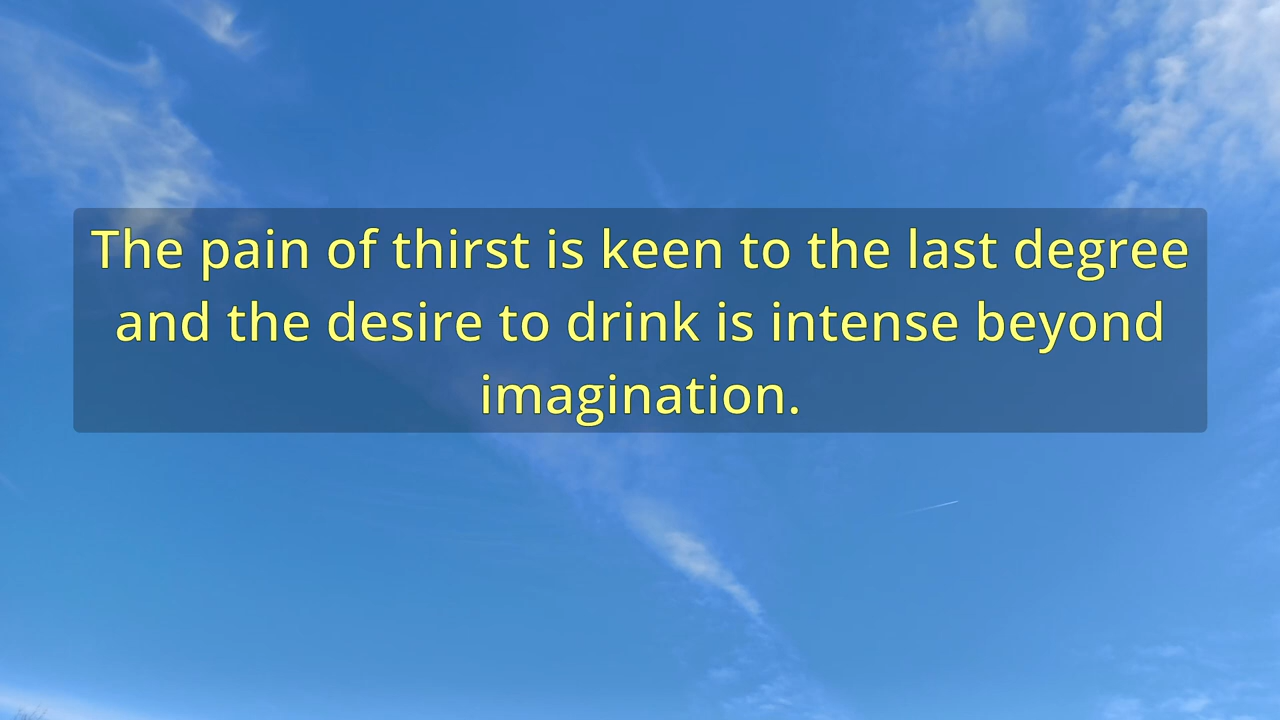 The pain of thirst is keen to the last degree
and the desire to drink is intense beyond
imagination.